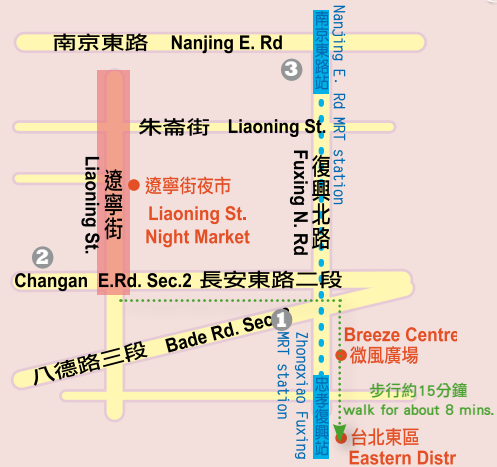 南京東路 Nanjing E. Rd
南京東路站
Nanjing E. Rd MRT station
3
朱崙街 Liaoning St.
復興北路
Fuxing N. Rd
遼寧街
Liaoning St.
遼寧街夜市
Liaoning St.
Night Market
2
Changan E.Rd. Sec.2 長安東路二段
1
八德路三段 Bade Rd. Sec.
Zhongxiao Fuxing
MRT station
忠孝復興站
Breeze Centre
微風廣場
步行約15分鐘
walk for about 8 mins.
台北東區
Eastern Distr